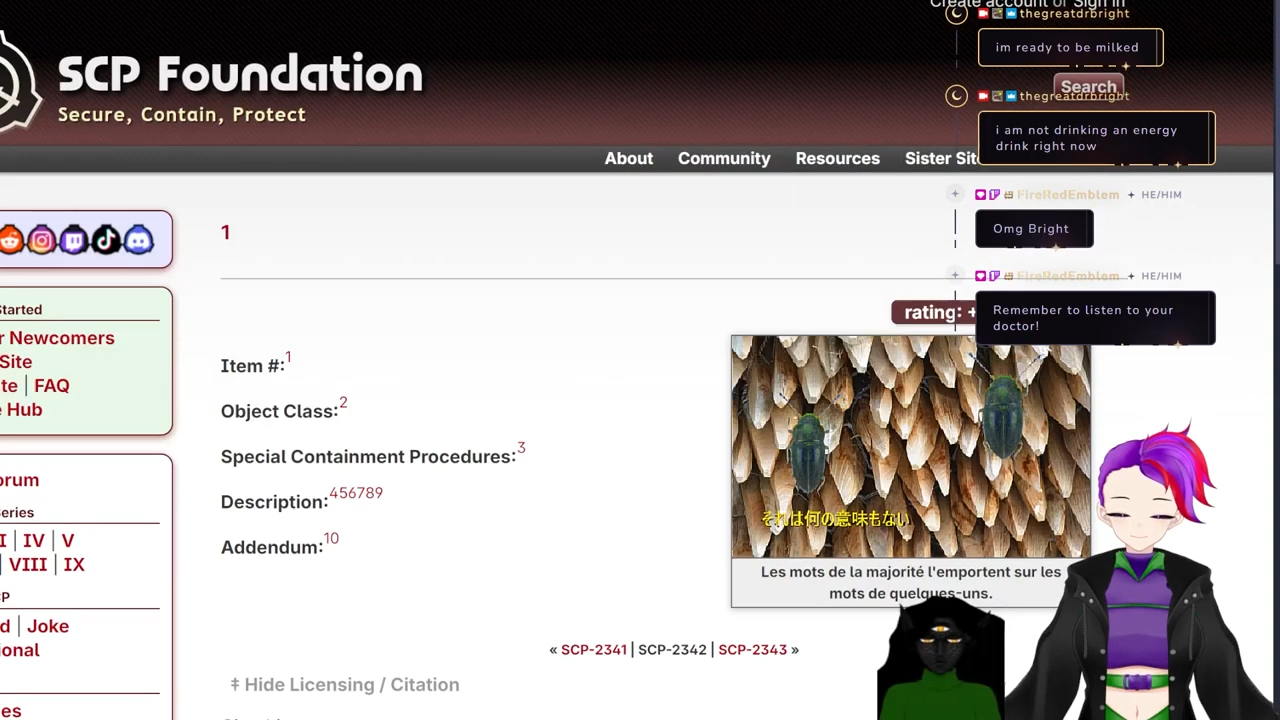 Create account or Sign in
thegreatdrbright
im ready to be milked
SCP Foundation
Secure, Contain, Protect
Search
thegreatdrbright
i am not drinking an energy
drink right now
About
Community
Resources
Sister Sit
FireRedEmblem + HE/HIM
Omg Bright
1
FireRedEmblem + HE/HIM
Remember to listen to your
doctor!
rating: +
Started
Newcomers
Site
| FAQ
Hub
Item #:1
Object Class:2
Special Containment Procedures:3
Description:456789
Addendum:10
それは何の意味もない
Les mots de la majorité l'emportent sur les
mots de quelques-uns.
orum
Series
I | IV | V
| VIII | IX
| Joke
ional
« SCP-2341 | SCP-2342 | SCP-2343 »
‡ Hide Licensing / Citation